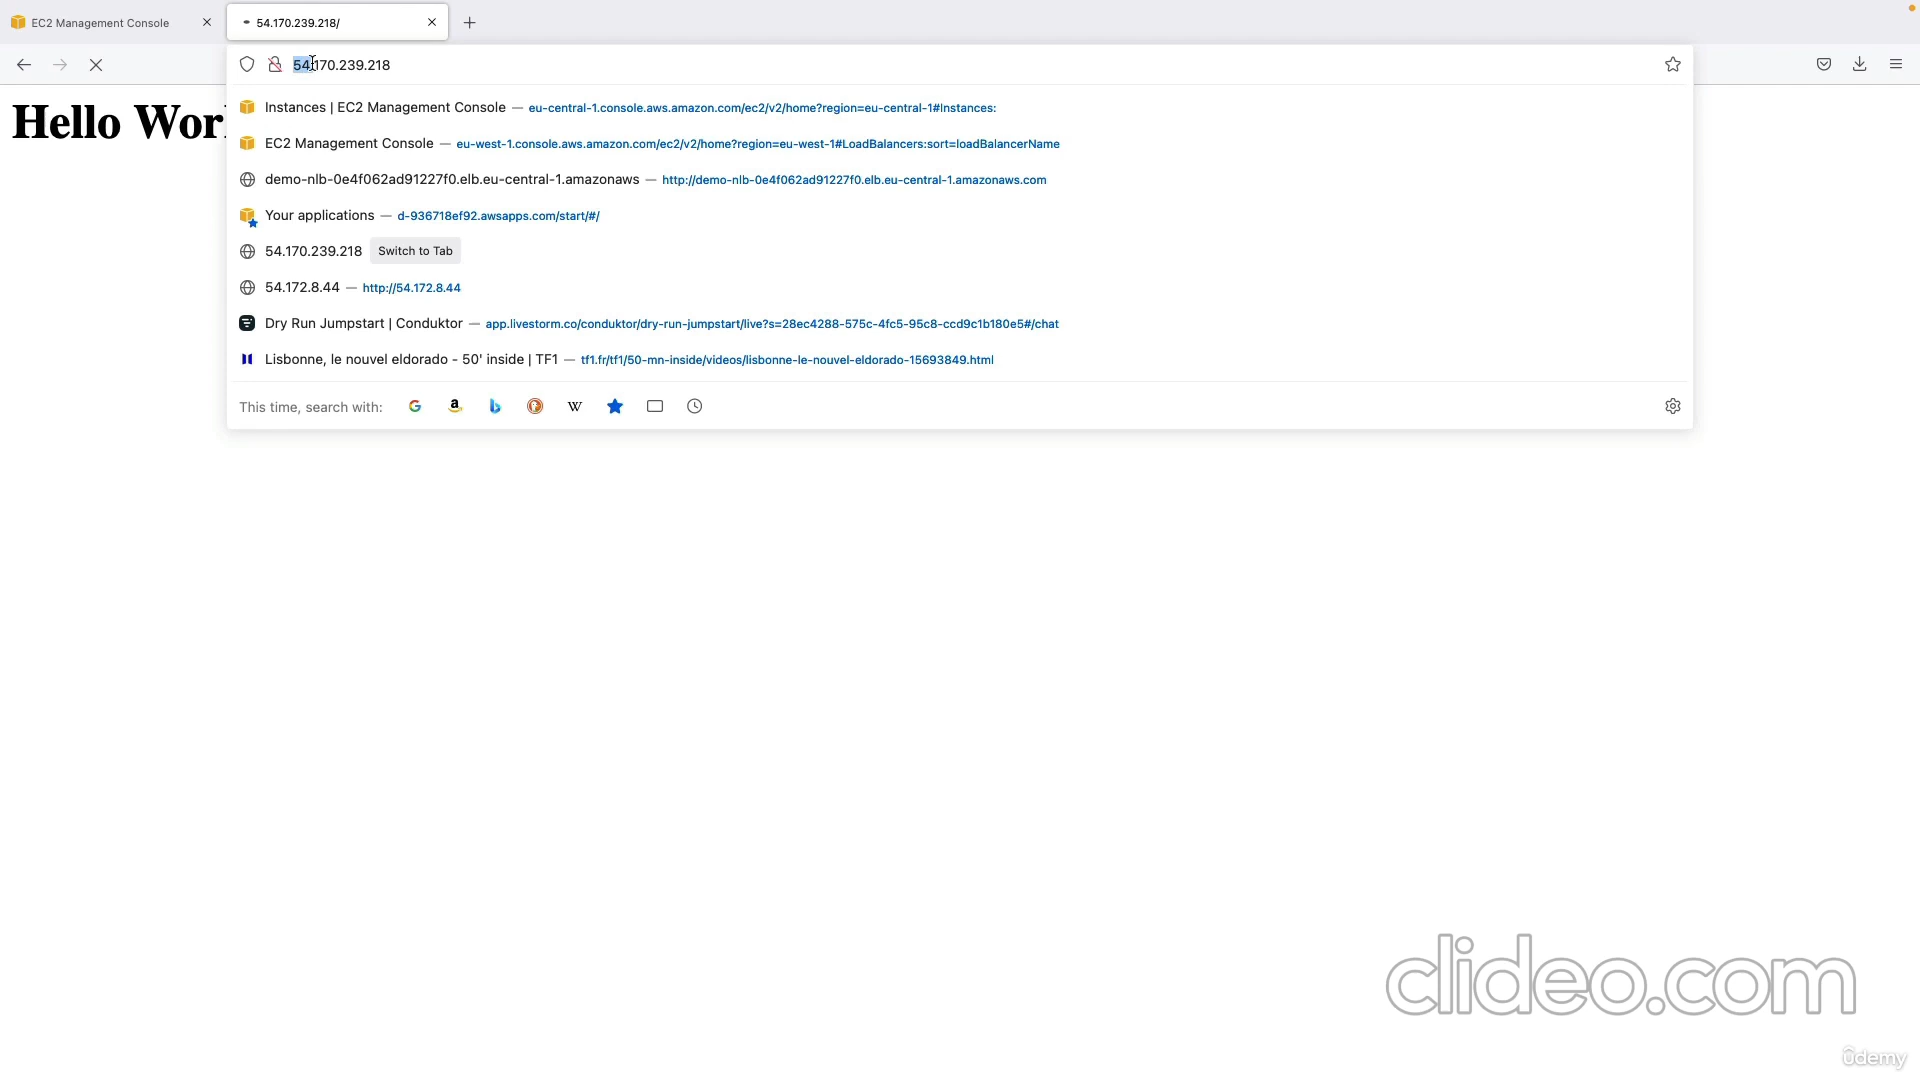 EC2 Management Console
54.170.239.218/
54.170.239.218
Hello Wor
Instances | EC2 Management Console — eu-central-1.console.aws.amazon.com/ec2/v2/home?region=eu-central-1#Instances:
EC2 Management Console — eu-west-1.console.aws.amazon.com/ec2/v2/home?region=eu-west-1#LoadBalancers:sort=loadBalancerName
demo-nlb-0e4f062ad91227f0.elb.eu-central-1.amazonaws — http://demo-nlb-0e4f062ad91227f0.elb.eu-central-1.amazonaws.com
Your applications — d-936718ef92.awsapps.com/start/#/
54.170.239.218 Switch to Tab
54.172.8.44 — http://54.172.8.44
Dry Run Jumpstart | Conduktor — app.livestorm.co/conduktor/dry-run-jumpstart/live?s=28ec4288-575c-4fc5-95c8-ccd9c1b180e5#/chat
Lisbonne, le nouvel eldorado - 50' inside | TF1 — tf1.fr/tf1/50-mn-inside/videos/lisbonne-le-nouvel-eldorado-15693849.html
This time, search with:
clideo.com
ûdemy